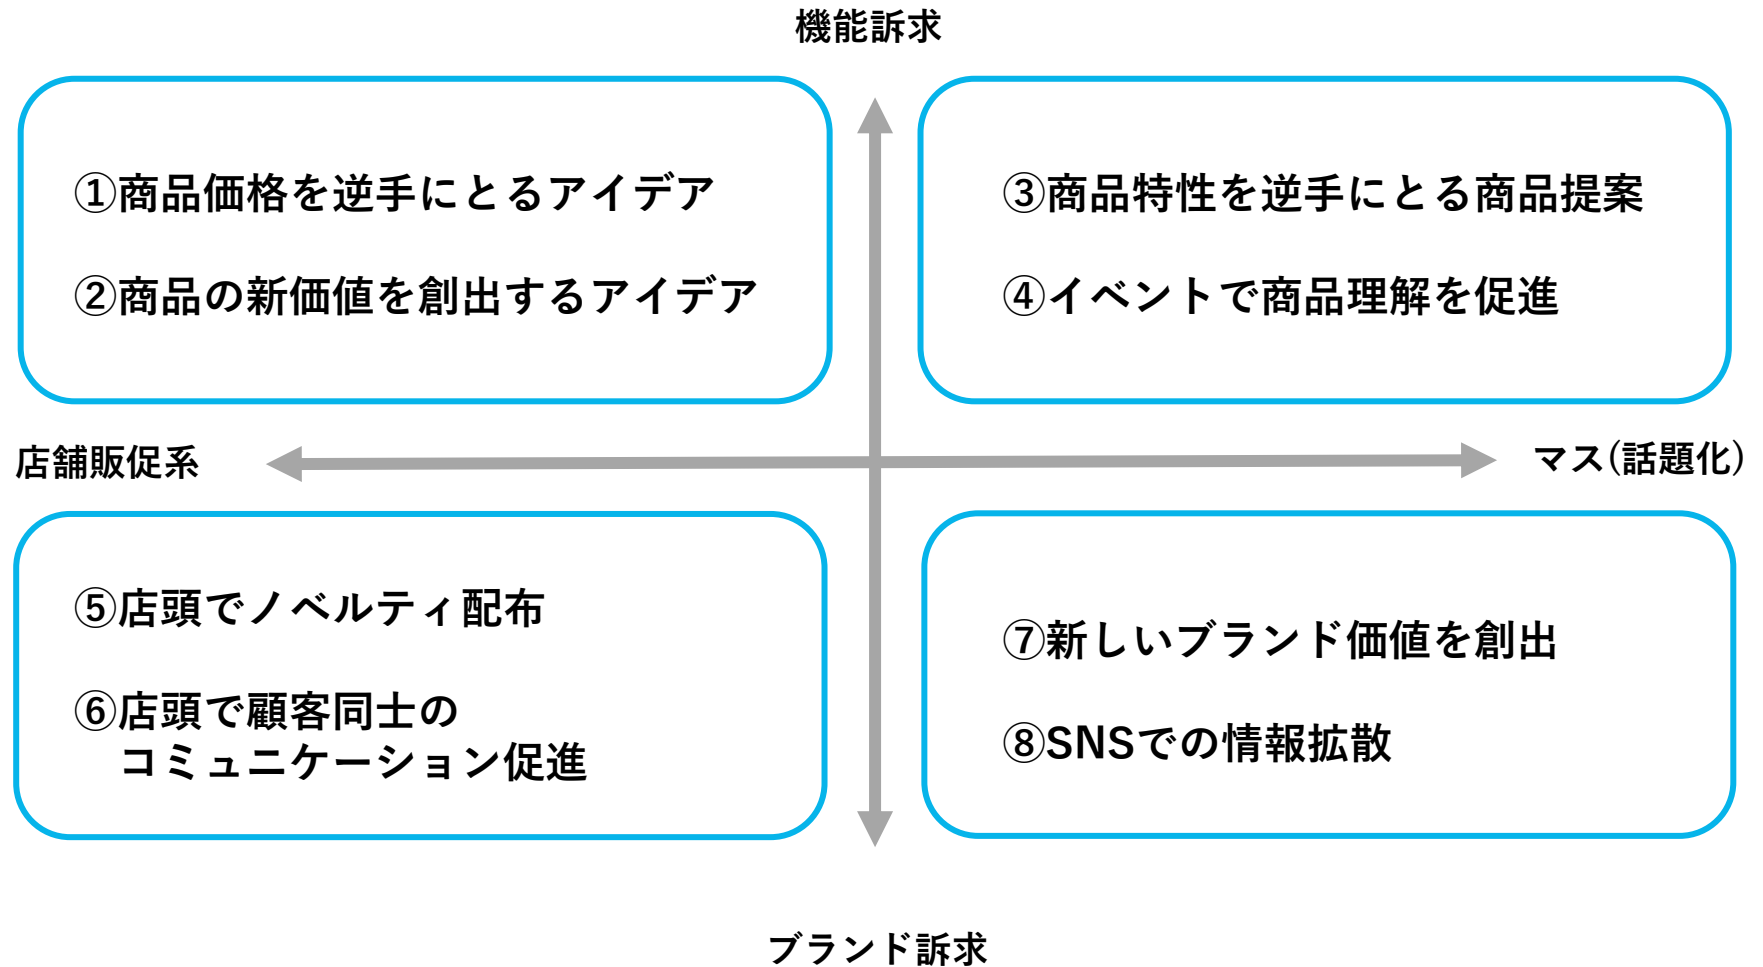 機能訴求
①商品価格を逆手にとるアイデア
②商品の新価値を創出するアイデア
③商品特性を逆手にとる商品提案
④イベントで商品理解を促進
店舗販促系
マス(話題化)
⑤店頭でノベルティ配布
⑥店頭で顧客同士の
コミュニケーション促進
⑦新しいブランド価値を創出
⑧SNSでの情報拡散
ブランド訴求